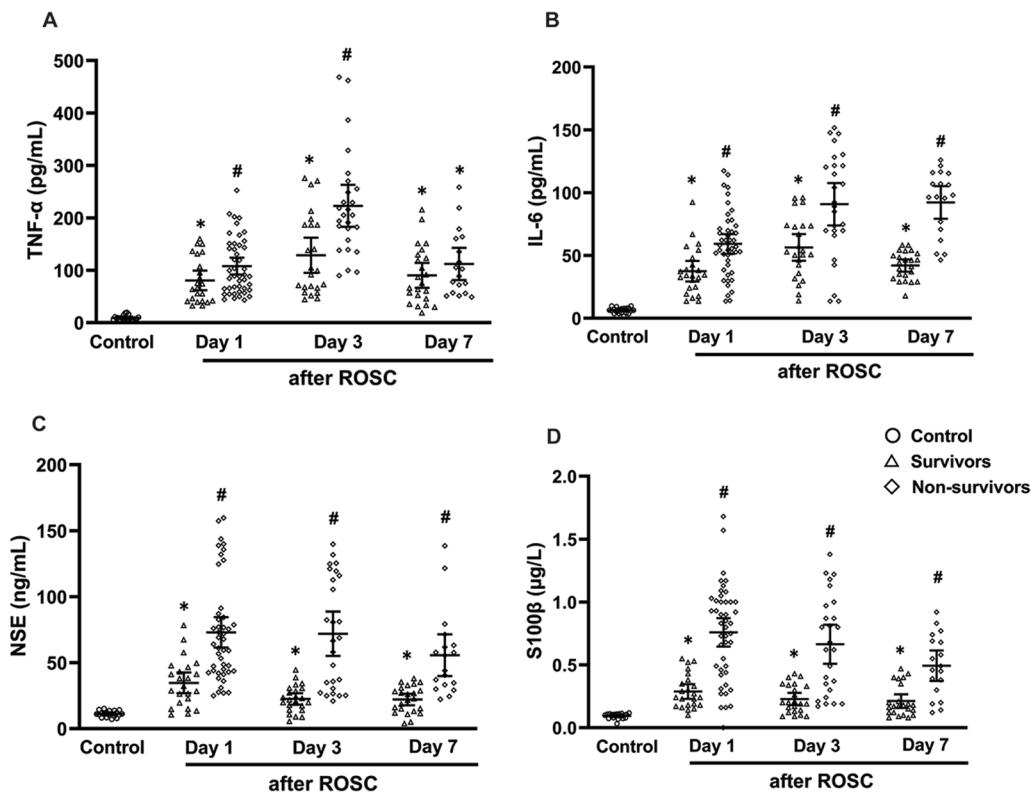 A
TNF-α (pg/mL)
500
400
300
200
100
0
#
#
*
*
*
*
Control
Day 1
Day 3
Day 7
after ROSC
B
IL-6 (pg/mL)
200
150
100
50
0
#
#
#
*
*
*
Control
Day 1
Day 3
Day 7
after ROSC
C
NSE (ng/mL)
200
150
100
50
0
#
#
#
*
*
*
Control
Day 1
Day 3
Day 7
after ROSC
D
S100β (µg/L)
2.0
1.5
1.0
0.5
0.0
#
#
#
*
*
*
Control
Day 1
Day 3
Day 7
after ROSC
Control
Survivors
Non-survivors